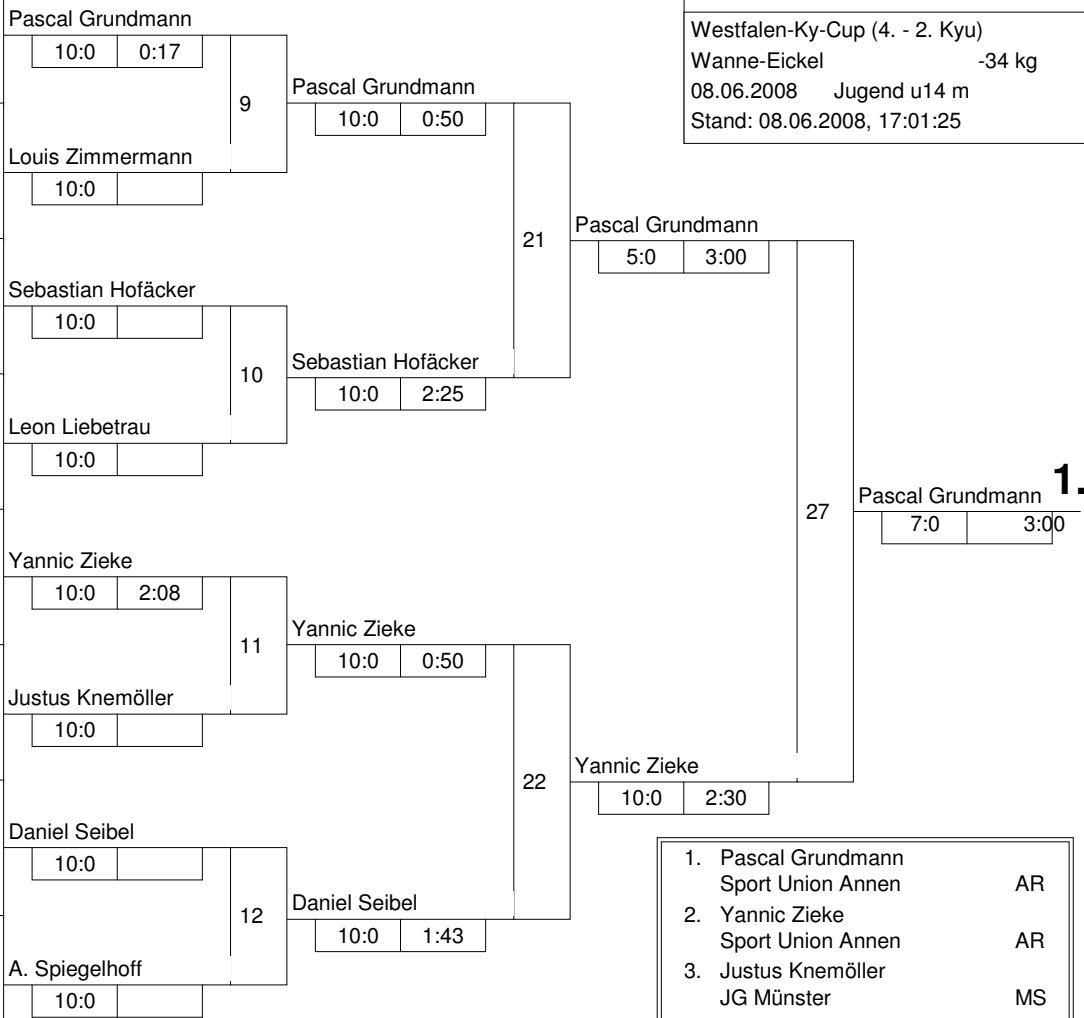 Westfalen-Ky-Cup (4. - 2. Kyu)
Wanne-Eickel -34 kg
08.06.2008 Jugend u14 m
Stand: 08.06.2008, 17:01:25
Pascal Grundmann
10:0 0:17
9
Louis Zimmermann
10:0
Sebastian Hofäcker
10:0
10
Leon Liebetrau
10:0
Yannic Zieke
10:0 2:08
11
Justus Knemöller
10:0
Daniel Seibel
10:0
12
A. Spiegelhoff
10:0
Pascal Grundmann
10:0 0:50
21
Sebastian Hofäcker
10:0 2:25
Yannic Zieke
10:0 0:50
22
Daniel Seibel
10:0 1:43
Pascal Grundmann
5:0 3:00
27
Yannic Zieke
10:0 2:30
Pascal Grundmann 1.
7:0 3:00
1. Pascal Grundmann
Sport Union Annen AR
2. Yannic Zieke
Sport Union Annen AR
3. Justus Knemöller
JG Münster MS